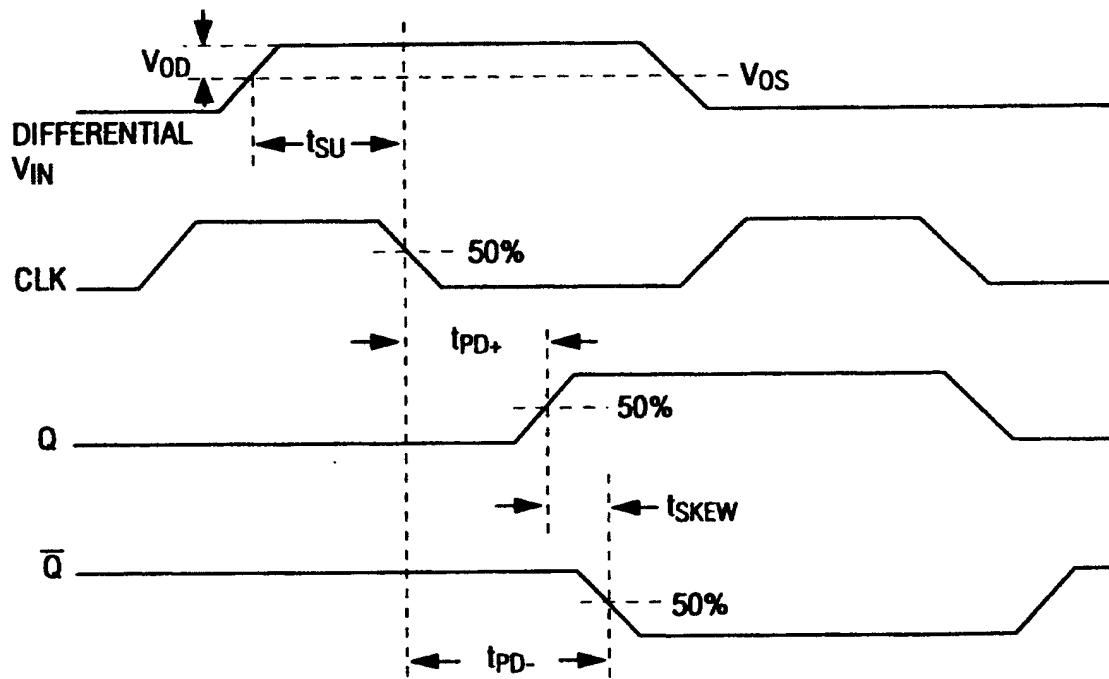 VOD
VOS
DIFFERENTIAL
VIN
tSU
50%
CLK
tPD+
50%
Q
tSKEW
Q̅
50%
tPD-